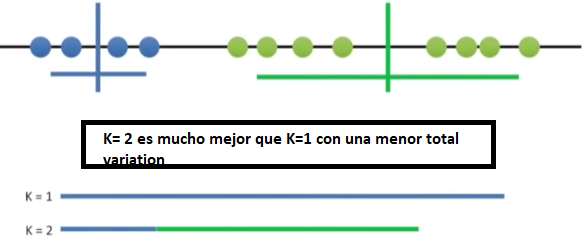 K= 2 es mucho mejor que K=1 con una menor total
variation
K = 1
K = 2